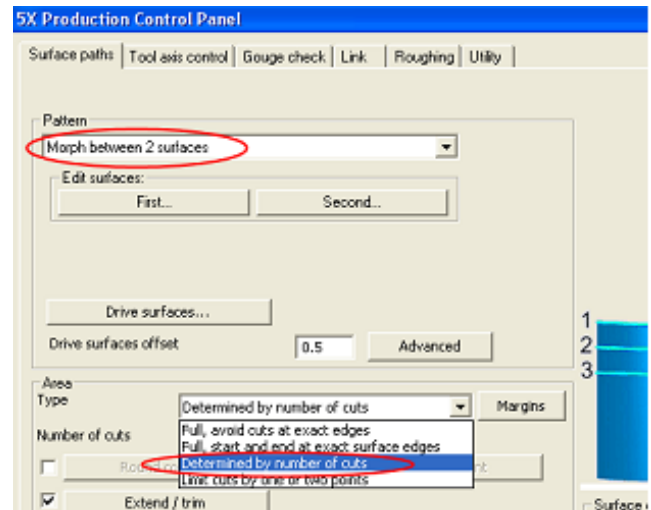 5X Production Control Panel
Surface paths Tool axis control Gouge check Link Roughing Utility
Pattern
Morph between 2 surfaces
Edit surfaces:
First... Second...
Drive surfaces...
Drive surfaces offset 0.5 Advanced
1
2
3
Area
Type Determined by number of cuts Margins
Number of cuts
Full, avoid cuts at exact edges
Full, start and end at exact surface edges
Determined by number of cuts
Limit cuts by one or two points
Extend / trim
Surface